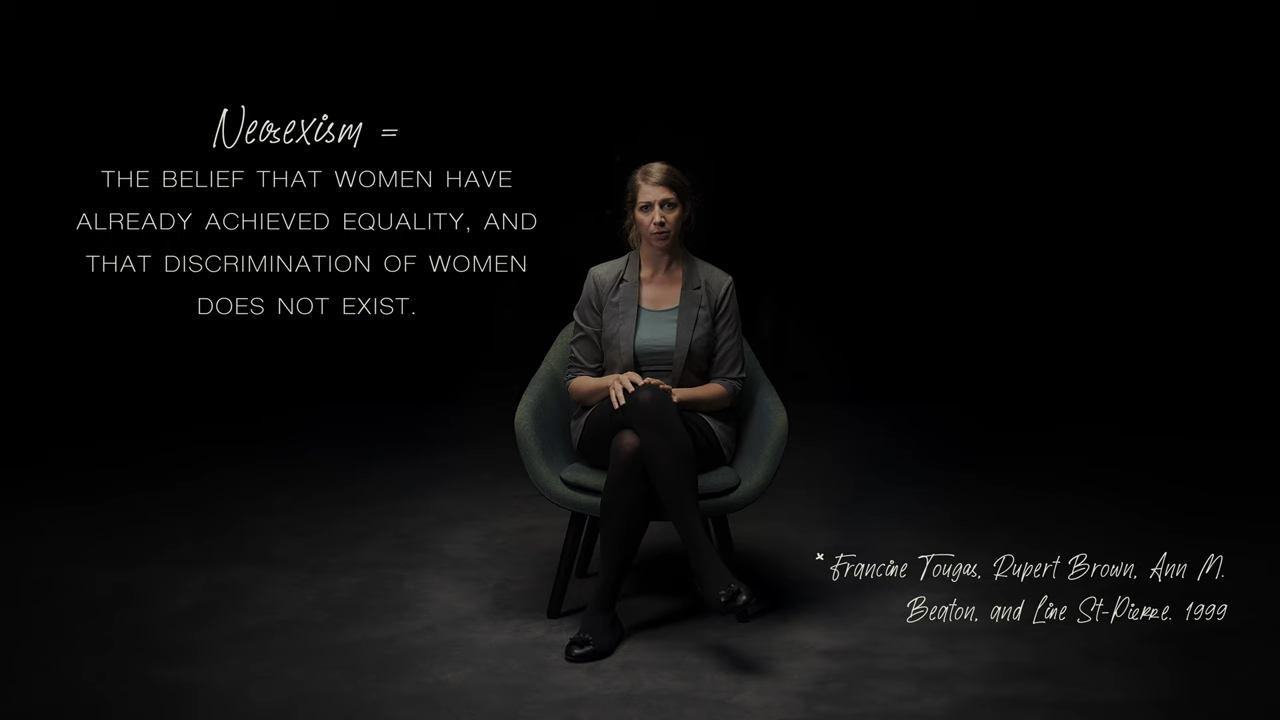 Neosexism =
THE BELIEF THAT WOMEN HAVE
ALREADY ACHIEVED EQUALITY, AND
THAT DISCRIMINATION OF WOMEN
DOES NOT EXIST.
* Francine Tougas, Rupert Brown, Ann M.
Beaton, and Line St-Pierre. 1999